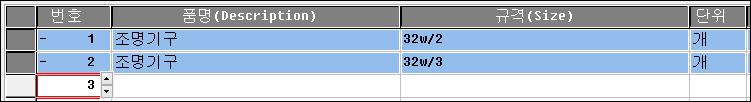 번호 품명(Description) 규격(Size) 단위
- 1 조명기구 32w/2 개
- 2 조명기구 32w/3 개
3